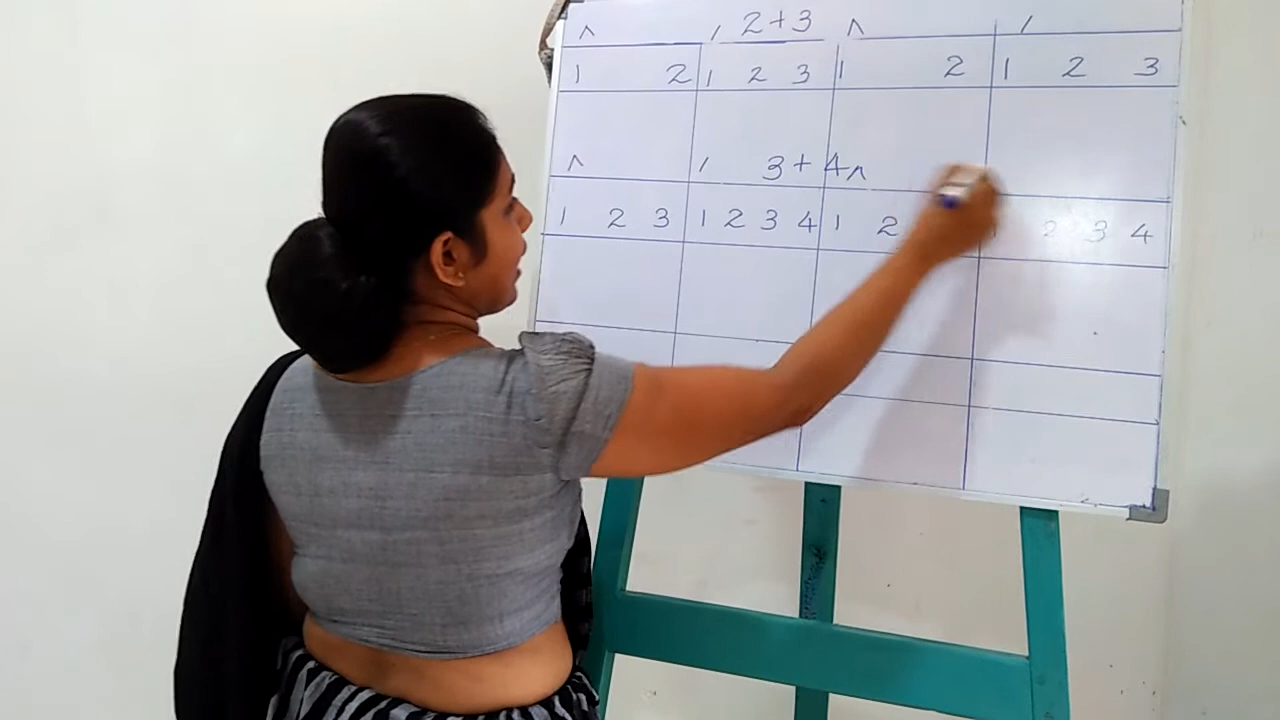 ^ / 2+3 ^ /
1 2 1 2 3 1 2 1 2 3
^ / 3+4 ^
1 2 3 1 2 3 4 1 2 1 2 3 4